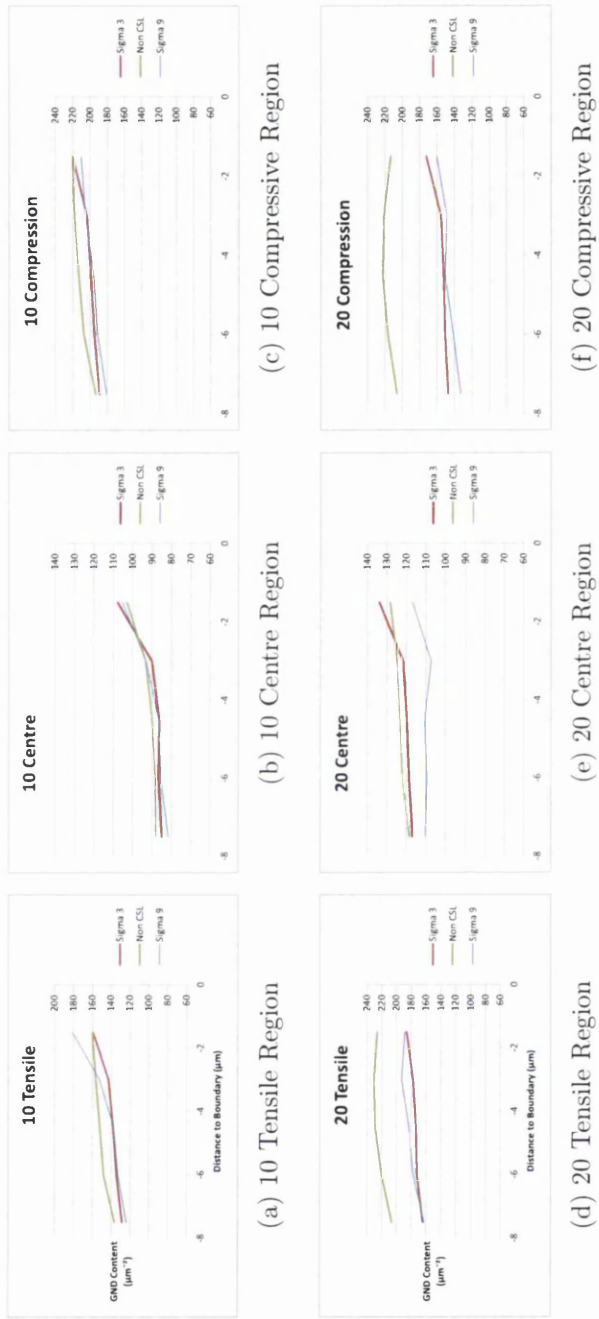 10 Tensile
200
180
160
140
120
100
80
60
GND Content
(µm⁻²)
-8
-6
-4
-2
0
Distance to Boundary (µm)
Sigma 3
Non CSL
Sigma 9
(a) 10 Tensile Region
10 Centre
140
130
120
110
100
90
80
70
60
-8
-6
-4
-2
0
Sigma 3
Non CSL
Sigma 9
(b) 10 Centre Region
10 Compression
240
220
200
180
160
140
120
100
80
60
-8
-6
-4
-2
0
Sigma 3
Non CSL
Sigma 9
(c) 10 Compressive Region
20 Tensile
240
220
200
180
160
140
120
100
80
60
GND Content
(µm⁻²)
-8
-6
-4
-2
0
Distance to Boundary (µm)
Sigma 3
Non CSL
Sigma 9
(d) 20 Tensile Region
20 Centre
140
130
120
110
100
90
80
70
60
-8
-6
-4
-2
0
Sigma 3
Non CSL
Sigma 9
(e) 20 Centre Region
20 Compression
240
220
200
180
160
140
120
100
80
60
-8
-6
-4
-2
0
Sigma 3
Non CSL
Sigma 9
(f) 20 Compressive Region